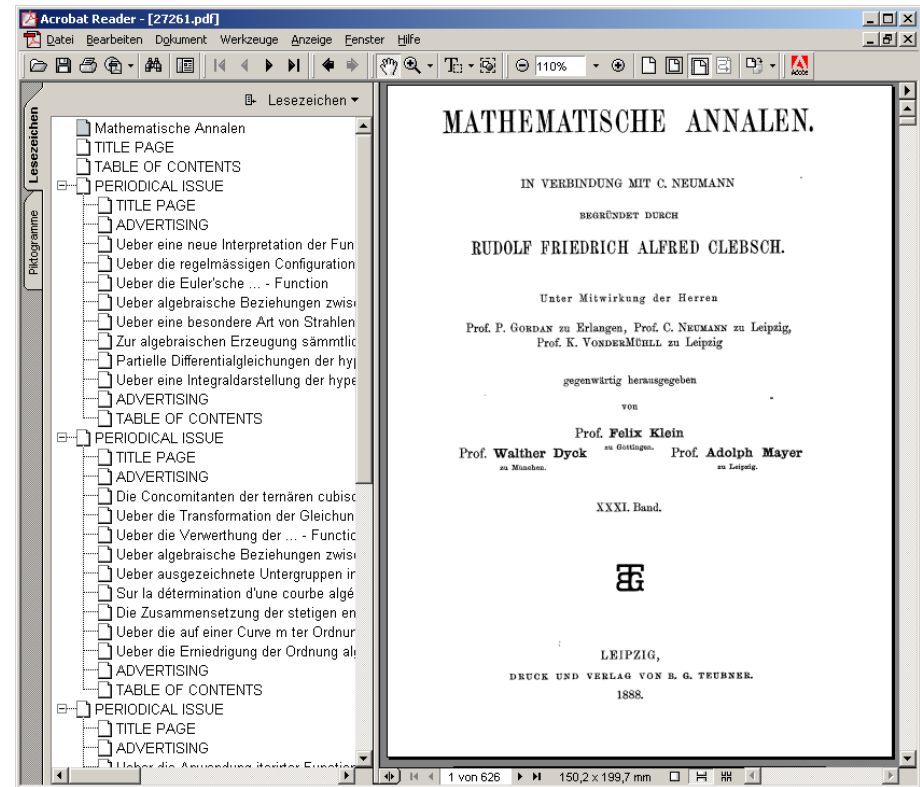 Acrobat Reader - [27261.pdf]
Datei Bearbeiten Dokument Werkzeuge Anzeige Fenster Hilfe
110%
Adobe
Lesezeichen
Piktogramme
Lesezeichen
Mathematische Annalen
TITLE PAGE
TABLE OF CONTENTS
PERIODICAL ISSUE
TITLE PAGE
ADVERTISING
Ueber eine neue Interpretation der Fun
Ueber die regelmässigen Configuration
Ueber die Euler'sche ... - Function
Ueber algebraische Beziehungen zwis
Ueber eine besondere Art von Strahlen
Zur algebraischen Erzeugung sämmtlic
Partielle Differentialgleichungen der hy
Ueber eine Integraldarstellung der hype
ADVERTISING
TABLE OF CONTENTS
PERIODICAL ISSUE
TITLE PAGE
ADVERTISING
Die Concomitanten der ternären cubisc
Ueber die Transformation der Gleichun
Ueber die Verwerthung der ... - Functio
Ueber algebraische Beziehungen zwis
Ueber ausgezeichnete Untergruppen in
Sur la détermination d'une courbe algé
Die Zusammensetzung der stetigen en
Ueber die auf einer Curve m ter Ordnur
Ueber die Erniedrigung der Ordnung al
ADVERTISING
TABLE OF CONTENTS
PERIODICAL ISSUE
TITLE PAGE
ADVERTISING
Ueber die Anwendung iterirter Function
MATHEMATISCHE ANNALEN.
IN VERBINDUNG MIT C. NEUMANN
BEGRÜNDET DURCH
RUDOLF FRIEDRICH ALFRED CLEBSCH.
Unter Mitwirkung der Herren
Prof. P. GORDAN zu Erlangen, Prof. C. NEUMANN zu Leipzig,
Prof. K. VONDERMÜHLL zu Leipzig
gegenwärtig herausgegeben
von
Prof. Felix Klein
zu Göttingen.
Prof. Walther Dyck Prof. Adolph Mayer
zu München. zu Leipzig.
XXXI. Band.
BTG
LEIPZIG,
DRUCK UND VERLAG VON B. G. TEUBNER.
1888.
1 von 626 150,2 x 199,7 mm